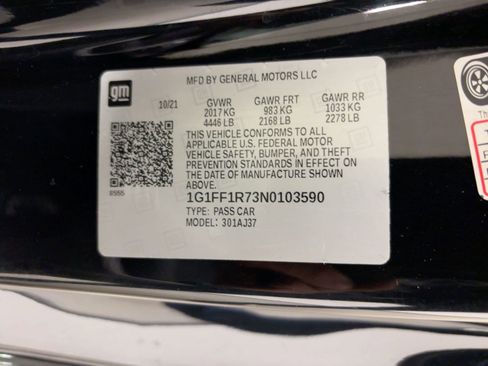 gm
MFD BY GENERAL MOTORS LLC
10/21 GVWR GAWR FRT GAWR RR
2017 KG 983 KG 1033 KG
4446 LB 2168 LB 2278 LB
THIS VEHICLE CONFORMS TO ALL
APPLICABLE U.S. FEDERAL MOTOR
VEHICLE SAFETY, BUMPER, AND THEFT
PREVENTION STANDARDS IN EFFECT ON
THE DATE OF MANUFACTURE SHOWN
ABOVE.
1G1FF1R73N0103590
TYPE: PASS CAR
MODEL: 301AJ37